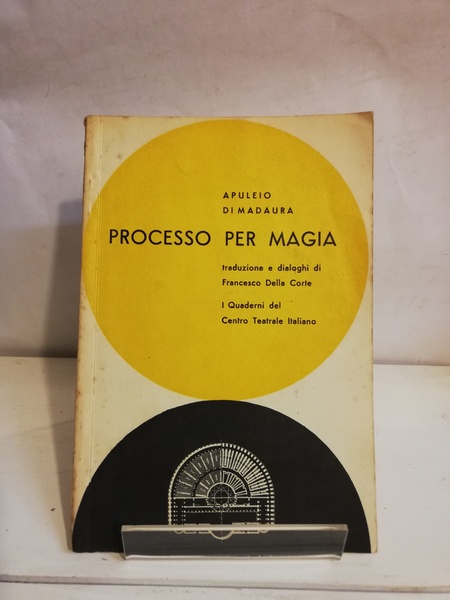 APULEIO
DI MADAURA
PROCESSO PER MAGIA
traduzione e dialoghi di
Francesco Della Corte
I Quaderni del
Centro Teatrale Italiano